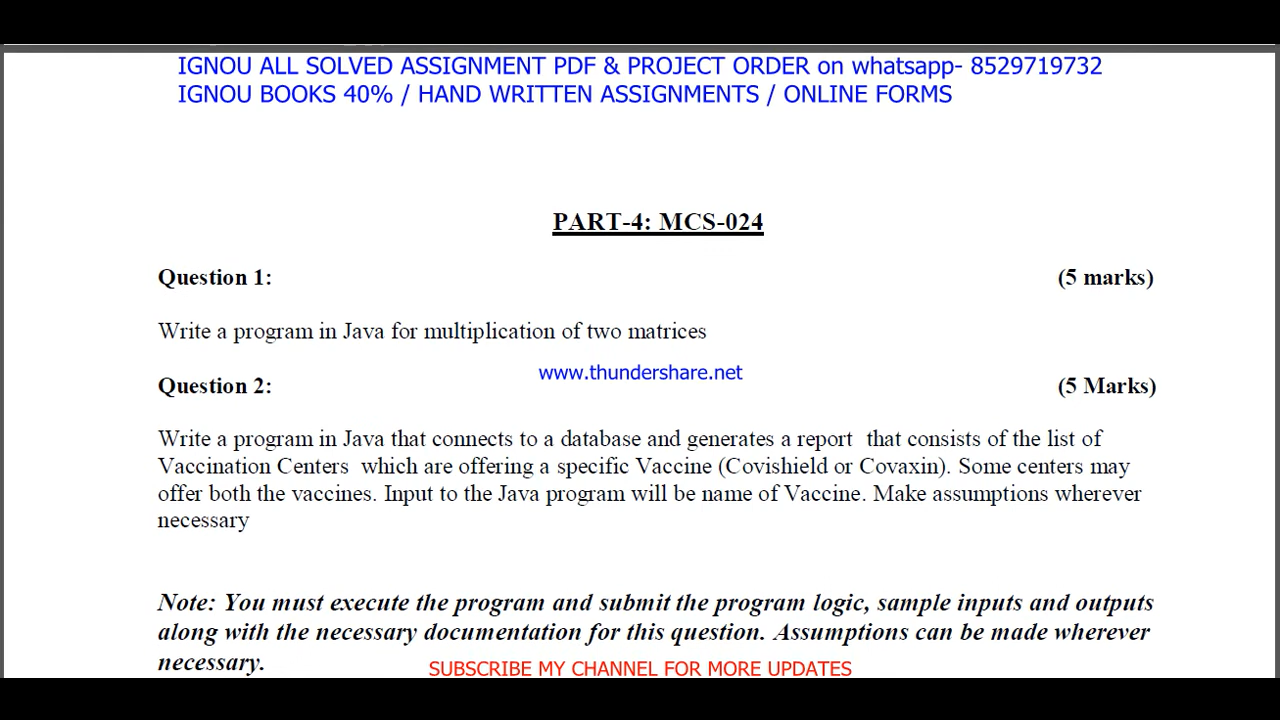 IGNOU ALL SOLVED ASSIGNMENT PDF & PROJECT ORDER on whatsapp- 8529719732
IGNOU BOOKS 40% / HAND WRITTEN ASSIGNMENTS / ONLINE FORMS
PART-4: MCS-024
Question 1: (5 marks)
Write a program in Java for multiplication of two matrices
www.thundershare.net
Question 2: (5 Marks)
Write a program in Java that connects to a database and generates a report that consists of the list of
Vaccination Centers which are offering a specific Vaccine (Covishield or Covaxin). Some centers may
offer both the vaccines. Input to the Java program will be name of Vaccine. Make assumptions wherever
necessary
Note: You must execute the program and submit the program logic, sample inputs and outputs
along with the necessary documentation for this question. Assumptions can be made wherever
necessary.
SUBSCRIBE MY CHANNEL FOR MORE UPDATES